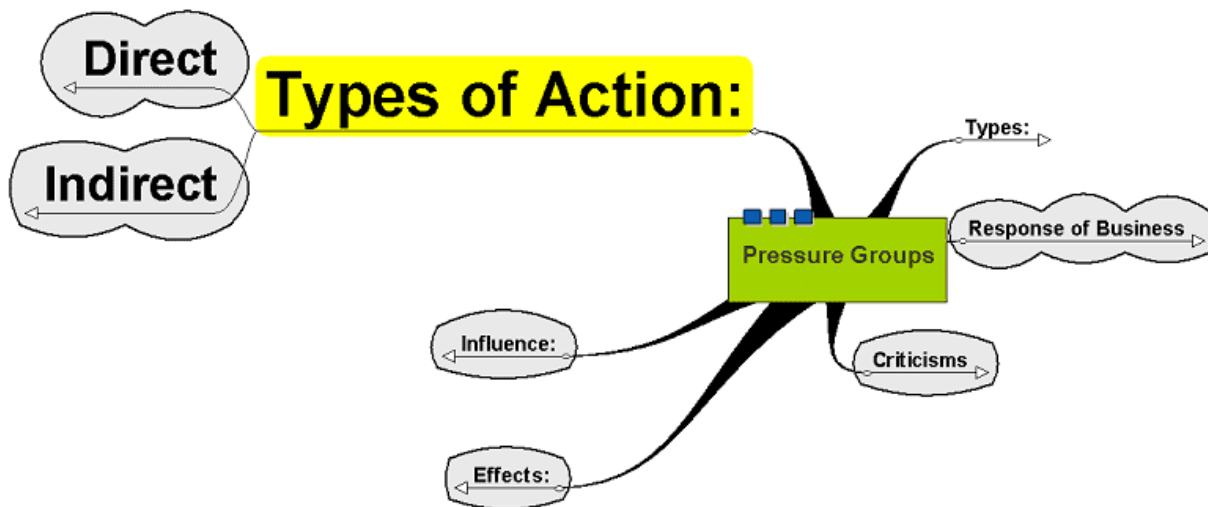 Direct
Types of Action:
Indirect
Types:
Response of Business
Pressure Groups
Influence:
Criticisms
Effects: